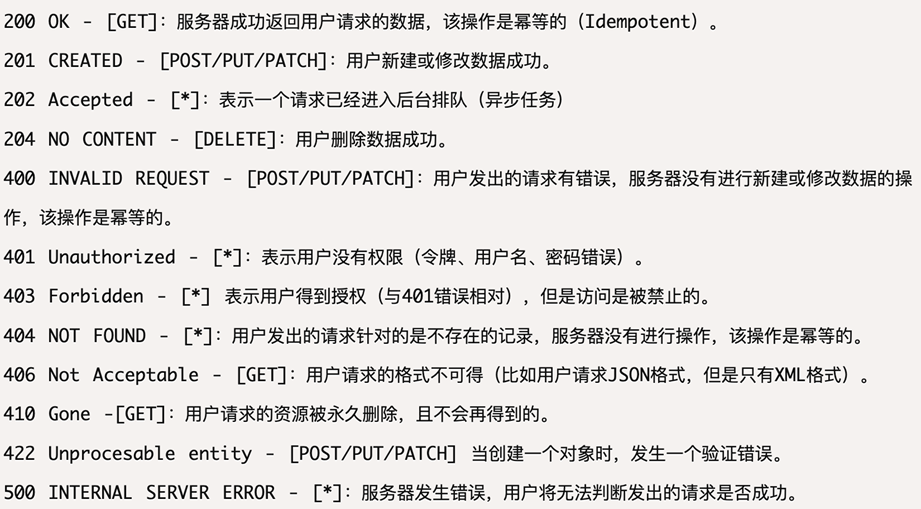 200 OK - [GET]：服务器成功返回用户请求的数据，该操作是幂等的（Idempotent）。
201 CREATED - [POST/PUT/PATCH]：用户新建或修改数据成功。
202 Accepted - [*]：表示一个请求已经进入后台排队（异步任务）
204 NO CONTENT - [DELETE]：用户删除数据成功。
400 INVALID REQUEST - [POST/PUT/PATCH]：用户发出的请求有错误，服务器没有进行新建或修改数据的操
作，该操作是幂等的。
401 Unauthorized - [*]：表示用户没有权限（令牌、用户名、密码错误）。
403 Forbidden - [*] 表示用户得到授权（与401错误相对），但是访问是被禁止的。
404 NOT FOUND - [*]：用户发出的请求针对的是不存在的记录，服务器没有进行操作，该操作是幂等的。
406 Not Acceptable - [GET]：用户请求的格式不可得（比如用户请求JSON格式，但是只有XML格式）。
410 Gone -[GET]：用户请求的资源被永久删除，且不会再得到的。
422 Unprocesable entity - [POST/PUT/PATCH] 当创建一个对象时，发生一个验证错误。
500 INTERNAL SERVER ERROR - [*]：服务器发生错误，用户将无法判断发出的请求是否成功。